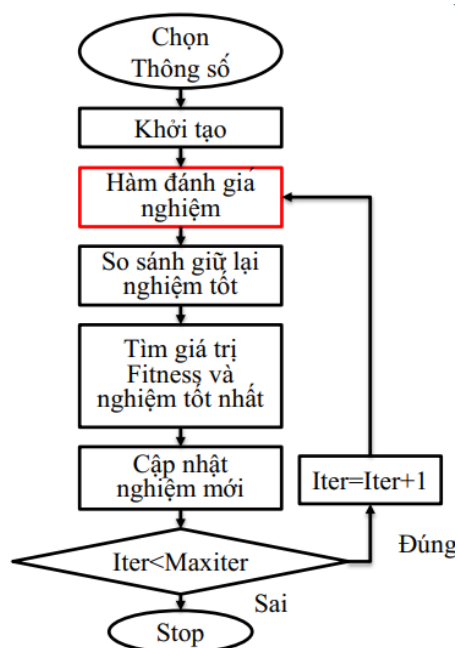 Chọn
Thông số
Khởi tạo
Hàm đánh giá
nghiệm
So sánh giữ lại
nghiệm tốt
Tìm giá trị
Fitness và
nghiệm tốt nhất
Cập nhật
nghiệm mới
Iter=Iter+1
Iter<Maxiter
Đúng
Sai
Stop